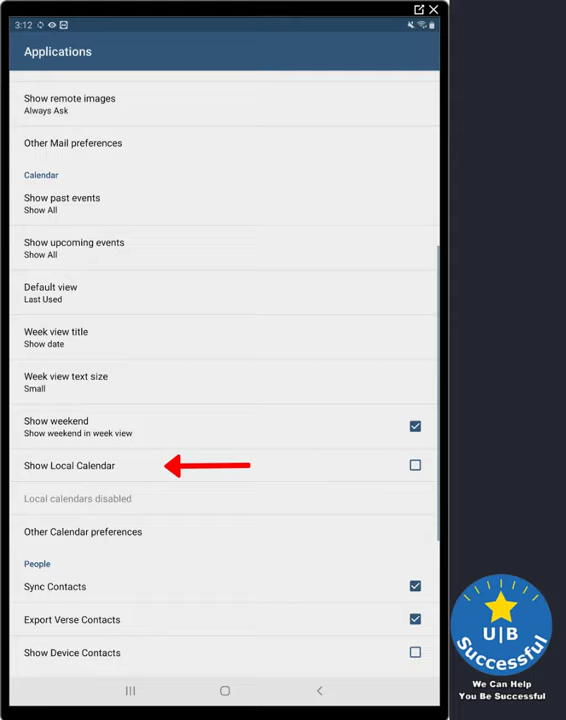 3:12
Applications
Show remote images
Always Ask
Other Mail preferences
Calendar
Show past events
Show All
Show upcoming events
Show All
Default view
Last Used
Week view title
Show date
Week view text size
Small
Show weekend
Show weekend in week view
Show Local Calendar
Local calendars disabled
Other Calendar preferences
People
Sync Contacts
Export Verse Contacts
Show Device Contacts
U|B
Successful
We Can Help
You Be Successful